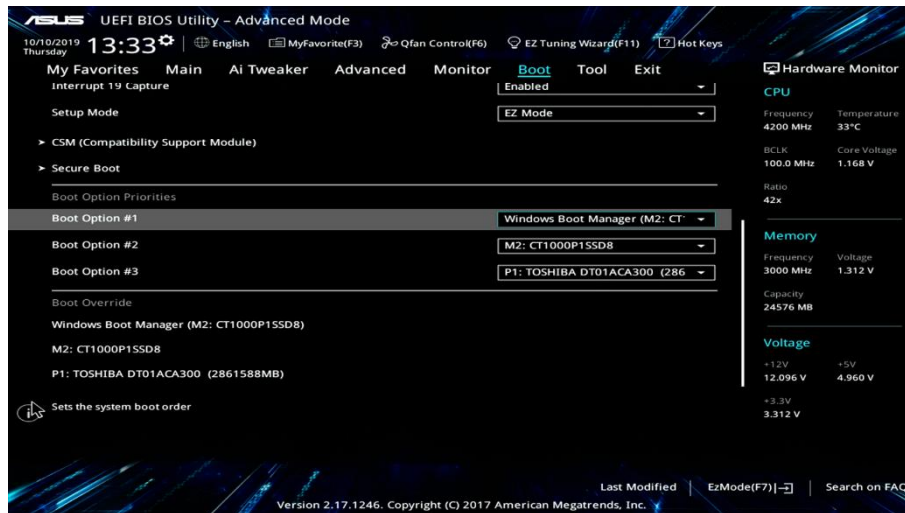 ASUS UEFI BIOS Utility – Advanced Mode
10/10/2019 Thursday 13:33 English MyFavorite(F3) Qfan Control(F6) EZ Tuning Wizard(F11) ? Hot Keys
My Favorites Main Ai Tweaker Advanced Monitor Boot Tool Exit
Interrupt 19 Capture Enabled
Setup Mode EZ Mode
CSM (Compatibility Support Module)
Secure Boot
Boot Option Priorities
Boot Option #1 Windows Boot Manager (M2: CT
Boot Option #2 M2: CT1000P1SSD8
Boot Option #3 P1: TOSHIBA DT01ACA300 (286
Boot Override
Windows Boot Manager (M2: CT1000P1SSD8)
M2: CT1000P1SSD8
P1: TOSHIBA DT01ACA300 (2861588MB)
i Sets the system boot order
Hardware Monitor
CPU
Frequency Temperature
4200 MHz 33°C
BCLK Core Voltage
100.0 MHz 1.168 V
Ratio
42x
Memory
Frequency Voltage
3000 MHz 1.312 V
Capacity
24576 MB
Voltage
+12V +5V
12.096 V 4.960 V
+3.3V
3.312 V
Last Modified EzMode(F7) Search on FAQ
Version 2.17.1246. Copyright (C) 2017 American Megatrends, Inc.